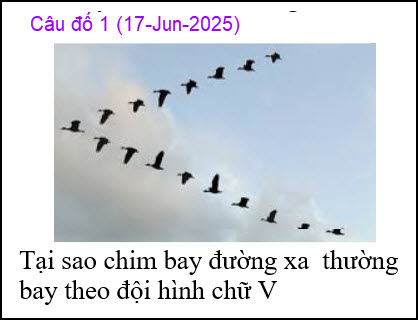 Câu đố 1 (17-Jun-2025)
Tại sao chim bay đường xa thường
bay theo đội hình chữ V